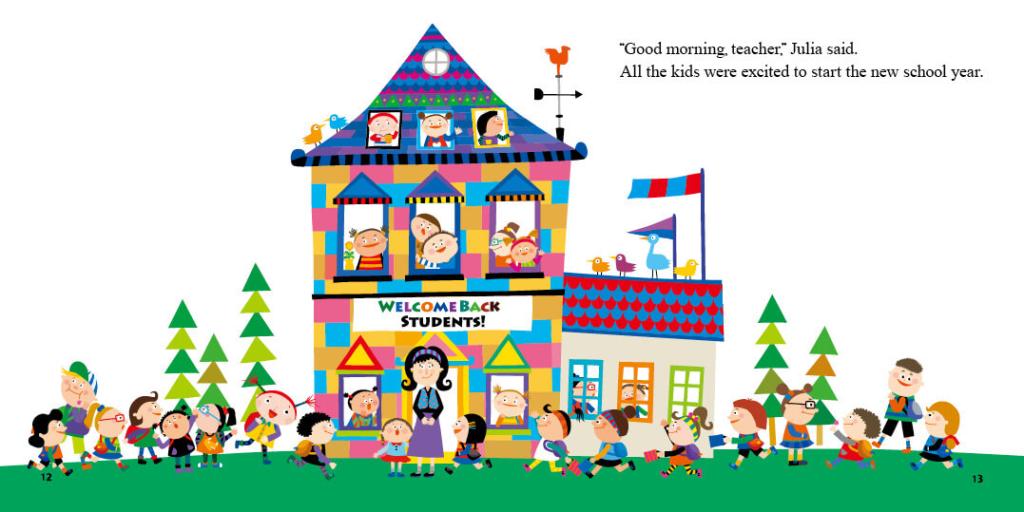 "Good morning, teacher," Julia said.
All the kids were excited to start the new school year.
WELCOME BACK
STUDENTS!
12
13